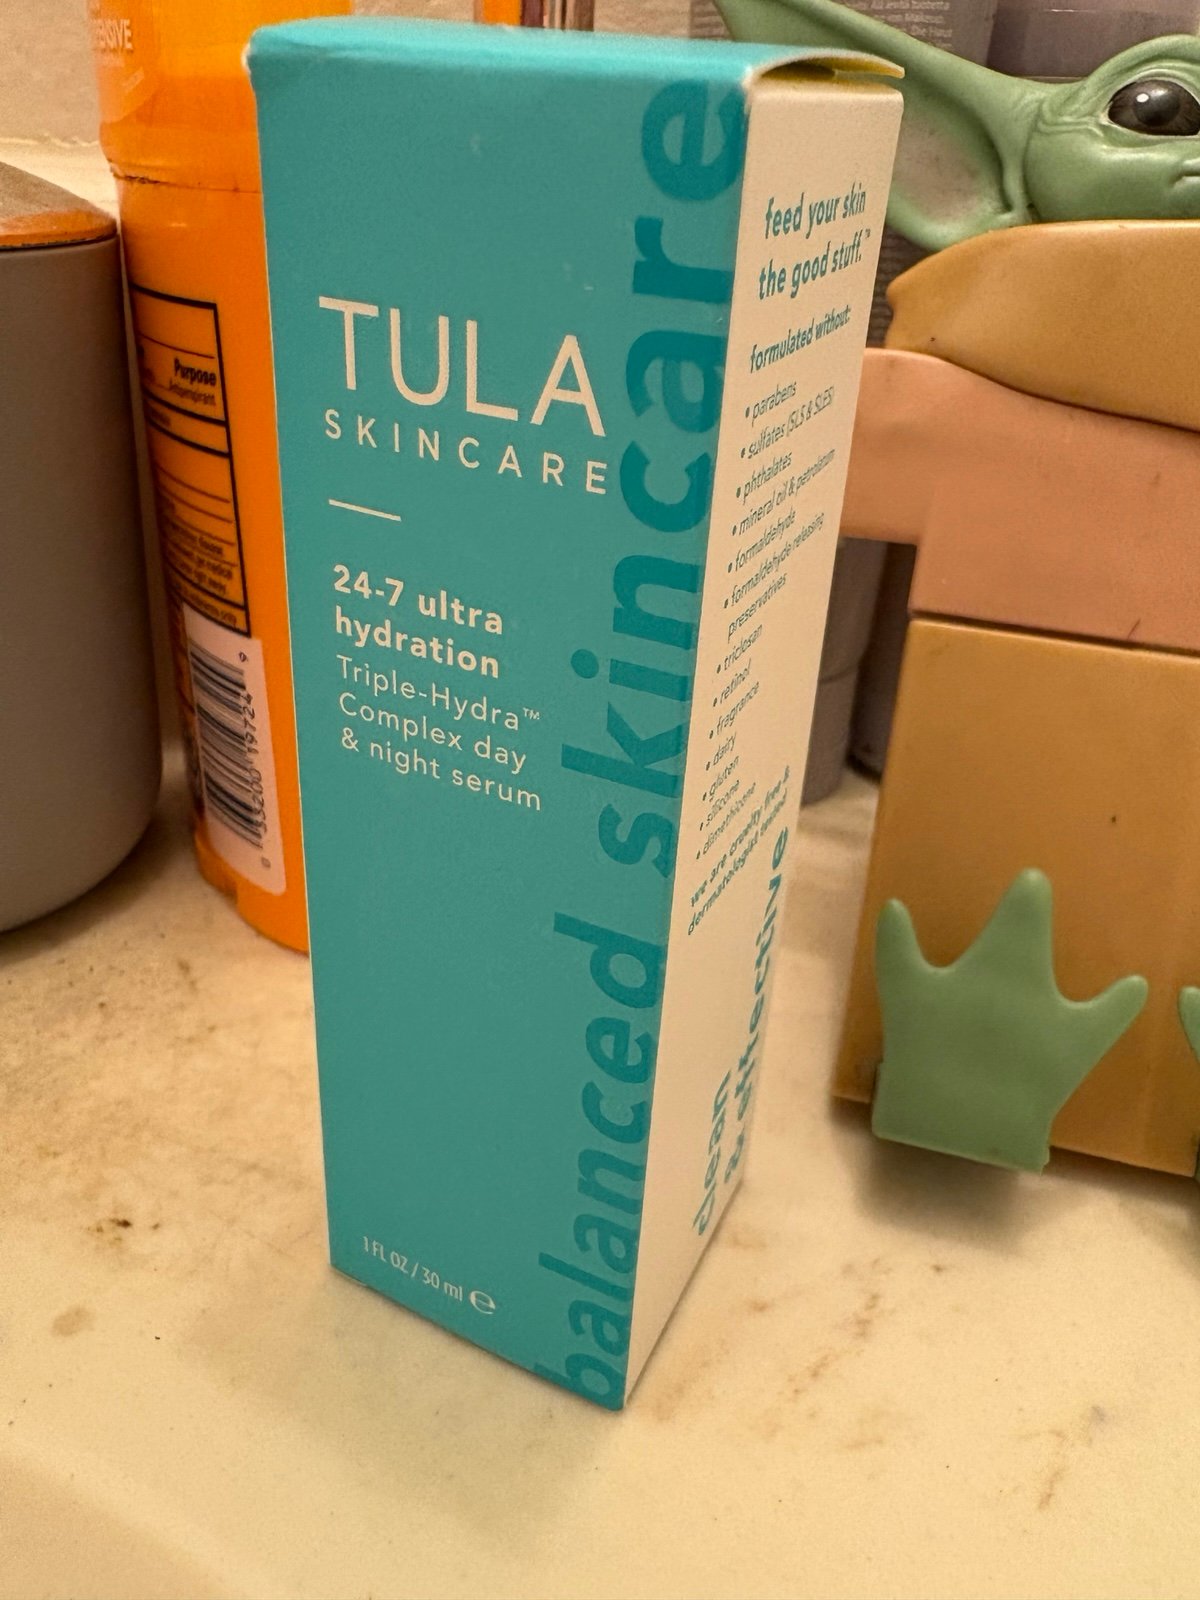 TULA
SKINCARE
24-7 ultra
hydration
Triple-Hydra™
Complex day
& night serum
1 FL OZ / 30 ml ℮
balanced skincare
feed your skin
the good stuff.™
formulated without:
• parabens
• sulfates (SLS & SLES)
• phthalates
• mineral oil & petrolatum
• formaldehyde
• formaldehyde releasing
preservatives
• triclosan
• retinol
• fragrance
• dairy
• gluten
• silicone
• dimethicone
we are cruelty free &
dermatologist tested
clean
& effective
Purpose
Antiperspirant